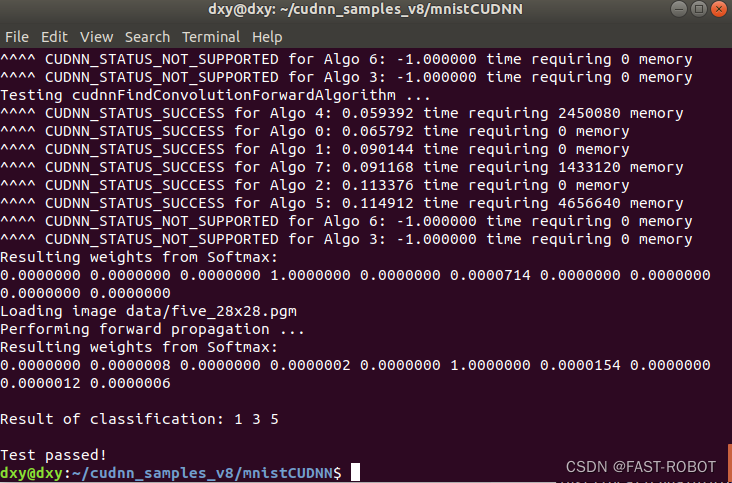 dxy@dxy: ~/cudnn_samples_v8/mnistCUDNN
File Edit View Search Terminal Help
^^^^ CUDNN_STATUS_NOT_SUPPORTED for Algo 6: -1.000000 time requiring 0 memory
^^^^ CUDNN_STATUS_NOT_SUPPORTED for Algo 3: -1.000000 time requiring 0 memory
Testing cudnnFindConvolutionForwardAlgorithm ...
^^^^ CUDNN_STATUS_SUCCESS for Algo 4: 0.059392 time requiring 2450080 memory
^^^^ CUDNN_STATUS_SUCCESS for Algo 0: 0.065792 time requiring 0 memory
^^^^ CUDNN_STATUS_SUCCESS for Algo 1: 0.090144 time requiring 0 memory
^^^^ CUDNN_STATUS_SUCCESS for Algo 7: 0.091168 time requiring 1433120 memory
^^^^ CUDNN_STATUS_SUCCESS for Algo 2: 0.113376 time requiring 0 memory
^^^^ CUDNN_STATUS_SUCCESS for Algo 5: 0.114912 time requiring 4656640 memory
^^^^ CUDNN_STATUS_NOT_SUPPORTED for Algo 6: -1.000000 time requiring 0 memory
^^^^ CUDNN_STATUS_NOT_SUPPORTED for Algo 3: -1.000000 time requiring 0 memory
Resulting weights from Softmax:
0.0000000 0.0000000 0.0000000 1.0000000 0.0000000 0.0000714 0.0000000 0.0000000
0.0000000 0.0000000
Loading image data/five_28x28.pgm
Performing forward propagation ...
Resulting weights from Softmax:
0.0000000 0.0000008 0.0000000 0.0000002 0.0000000 1.0000000 0.0000154 0.0000000
0.0000012 0.0000006
Result of classification: 1 3 5
Test passed!
dxy@dxy:~/cudnn_samples_v8/mnistCUDNN$
CSDN @FAST-ROBOT